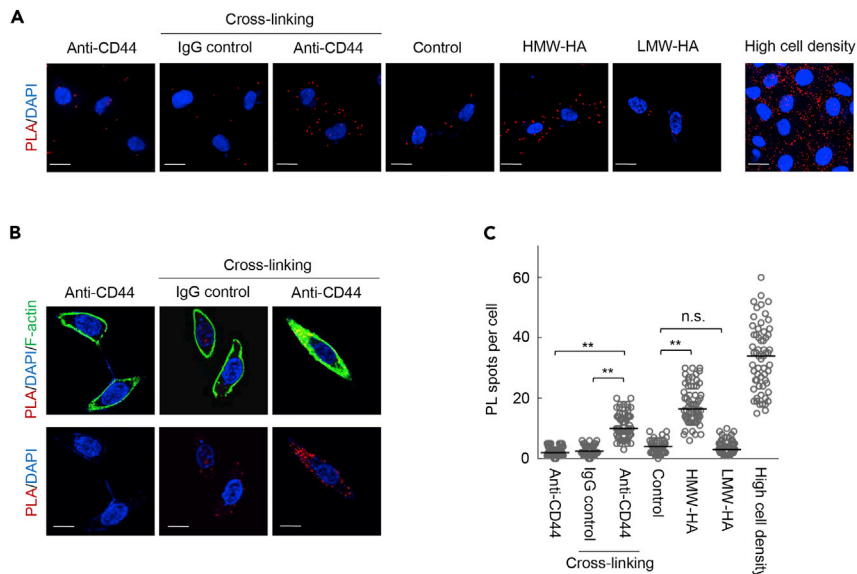 A
Cross-linking
Anti-CD44 IgG control Anti-CD44 Control HMW-HA LMW-HA High cell density
PLA/DAPI
B
Cross-linking
Anti-CD44 IgG control Anti-CD44
PLA/DAPI/F-actin
PLA/DAPI
C
PL spots per cell
60
40
20
0
n.s.
**
**
**
Anti-CD44
IgG control
Anti-CD44
Control
HMW-HA
LMW-HA
High cell density
Cross-linking